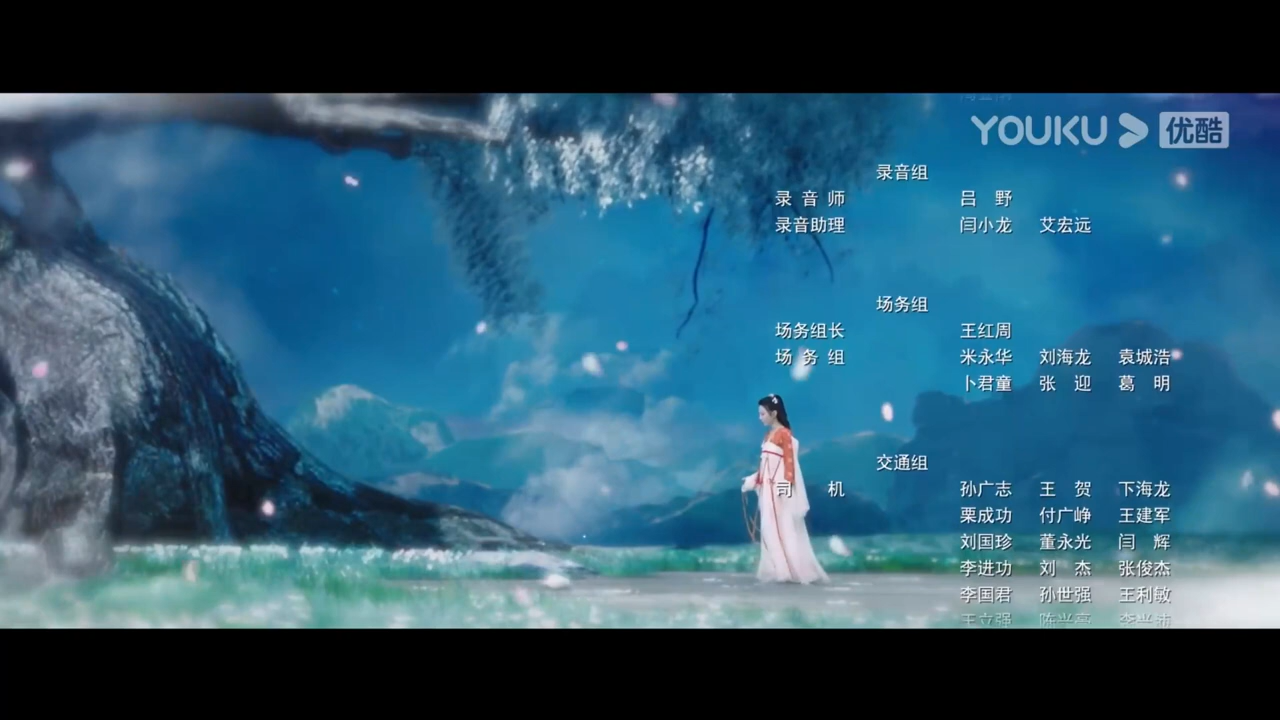 YOUKU 优酷
录音组
录音师 吕野
录音助理 闫小龙 艾宏远
场务组
场务组长 王红周
场务组 米永华 刘海龙 袁城浩
卜君童 张迎 葛明
交通组
司机 孙广志 王贺 下海龙
栗成功 付广峥 王建军
刘国珍 董永光 闫辉
李进功 刘杰 张俊杰
李国君 孙世强 王利敏
王立强